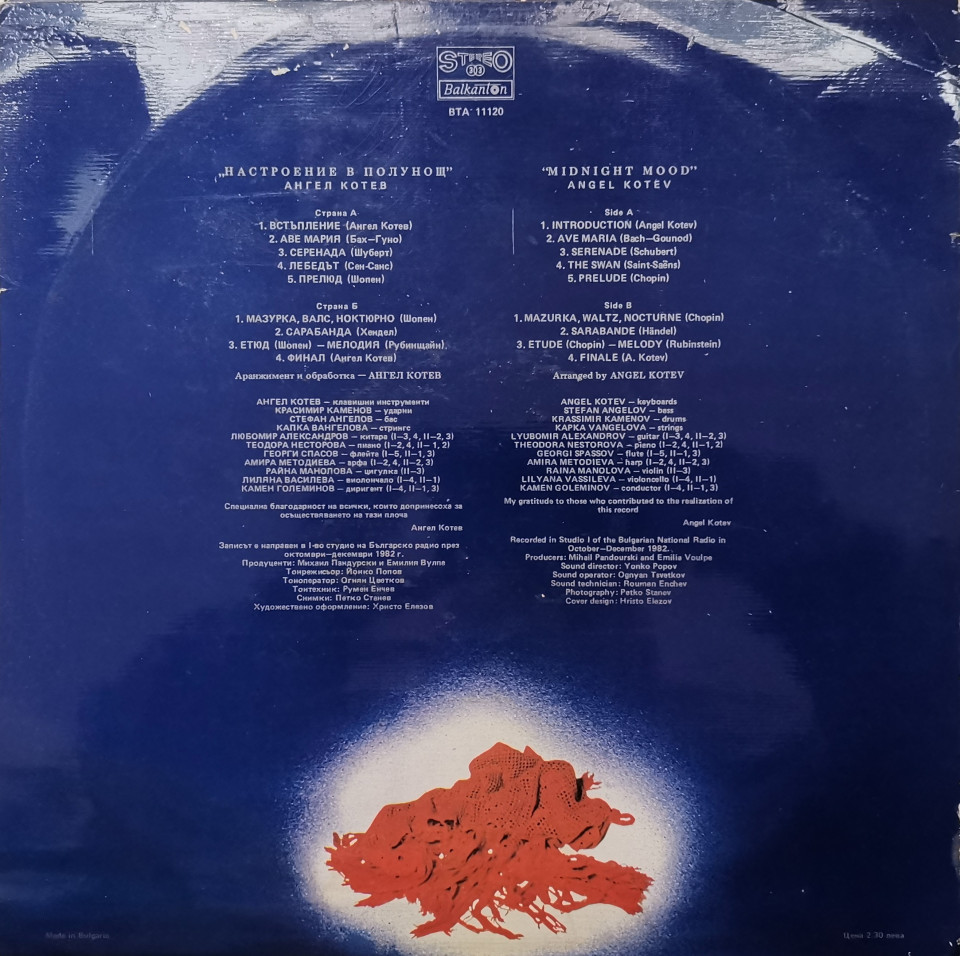 STEREO
303
Balkanton
ВТА 11120
„НАСТРОЕНИЕ В ПОЛУНОЩ”
АНГЕЛ КОТЕВ
Страна А
1. ВСТЪПЛЕНИЕ (Ангел Котев)
2. АВЕ МАРИЯ (Бах—Гуно)
3. СЕРЕНАДА (Шуберт)
4. ЛЕБЕДЪТ (Сен-Санс)
5. ПРЕЛЮД (Шопен)
Страна Б
1. МАЗУРКА, ВАЛС, НОКТЮРНО (Шопен)
2. САРАБАНДА (Хендел)
3. ЕТЮД (Шопен) — МЕЛОДИЯ (Рубинщайн)
4. ФИНАЛ (Ангел Котев)
Аранжимент и обработка — АНГЕЛ КОТЕВ
АНГЕЛ КОТЕВ — клавишни инструменти
КРАСИМИР КАМЕНОВ — ударни
СТЕФАН АНГЕЛОВ — бас
КАПКА ВАНГЕЛОВА — стрингс
ЛЮБОМИР АЛЕКСАНДРОВ — китара (I—3, 4, II—2, 3)
ТЕОДОРА НЕСТОРОВА — пиано (I—2, 4, II—1, 2)
ГЕОРГИ СПАСОВ — флейта (I—5, II—1, 3)
АМИРА МЕТОДИЕВА — арфа (I—2, 4, II—2, 3)
РАЙНА МАНОЛОВА — цигулка (II—3)
ЛИЛЯНА ВАСИЛЕВА — виолончело (I—4, II—1)
КАМЕН ГОЛЕМИНОВ — диригент (I—4, II—1, 3)
Специална благодарност на всички, които допринесоха за
осъществяването на тази плоча
Ангел Котев
Записът е направен в I-во студио на Българско радио през
октомври—декември 1982 г.
Продуценти: Михаил Пандурски и Емилия Вулпе
Тонрежисьор: Йонко Попов
Тоноператор: Огнян Цветков
Тонтехник: Румен Енчев
Снимки: Петко Станев
Художествено оформление: Христо Елезов
“MIDNIGHT MOOD”
ANGEL KOTEV
Side A
1. INTRODUCTION (Angel Kotev)
2. AVE MARIA (Bach—Gounod)
3. SERENADE (Schubert)
4. THE SWAN (Saint-Saëns)
5. PRELUDE (Chopin)
Side B
1. MAZURKA, WALTZ, NOCTURNE (Chopin)
2. SARABANDE (Händel)
3. ETUDE (Chopin) — MELODY (Rubinstein)
4. FINALE (A. Kotev)
Arranged by ANGEL KOTEV
ANGEL KOTEV — keyboards
STEFAN ANGELOV — bass
KRASSIMIR KAMENOV — drums
KAPKA VANGELOVA — strings
LYUBOMIR ALEXANDROV — guitar (I—3, 4, II—2, 3)
THEODORA NESTOROVA — piano (I—2, 4, II—1, 2)
GEORGI SPASSOV — flute (I—5, II—1, 3)
AMIRA METODIEVA — harp (I—2, 4, II—2, 3)
RAINA MANOLOVA — violin (II—3)
LILYANA VASSILEVA — violoncello (I—4, II—1)
KAMEN GOLEMINOV — conductor (I—4, II—1, 3)
My gratitude to those who contributed to the realization of
this record
Angel Kotev
Recorded in Studio I of the Bulgarian National Radio in
October—December 1982.
Producers: Mihail Pandourski and Emilia Voulpe
Sound director: Yonko Popov
Sound operator: Ognyan Tsvetkov
Sound technician: Roumen Enchev
Photography: Petko Stanev
Cover design: Hristo Elezov
Made in Bulgaria
Цена 2.30 лева